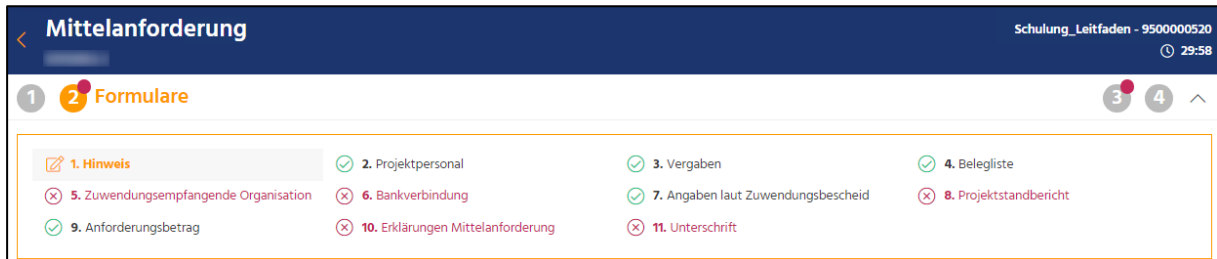 Mittelanforderung
Schulung_Leitfaden - 9500000520
29:58
1 2 Formulare 3 4
1. Hinweis 2. Projektpersonal 3. Vergaben 4. Belegliste
5. Zuwendungsempfangende Organisation 6. Bankverbindung 7. Angaben laut Zuwendungsbescheid 8. Projektstandbericht
9. Anforderungsbetrag 10. Erklärungen Mittelanforderung 11. Unterschrift